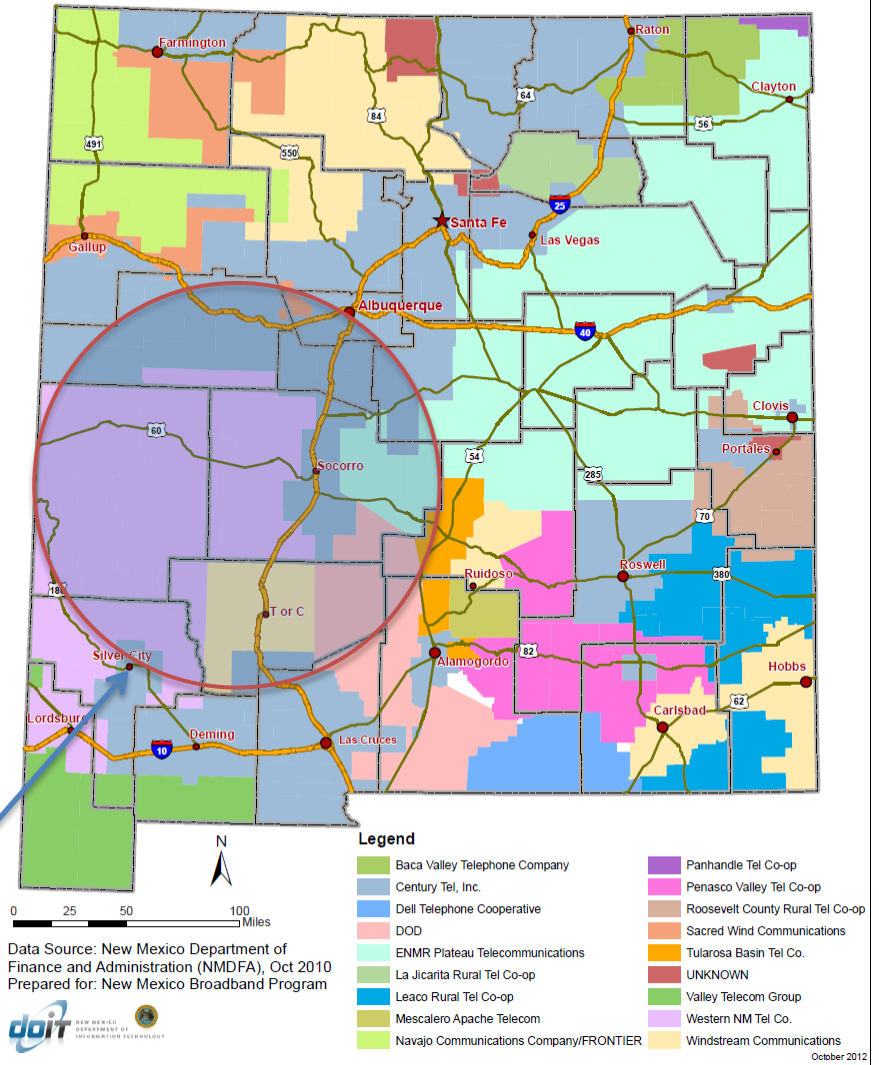 Raton
Farmington
64
Clayton
84
56
491
550
25
Santa Fe
Las Vegas
Gallup
Albuquerque
40
Clovis
60
Portales
54
Socorro
285
70
Roswell
380
Ruidoso
180
T or C
82
Silver City
Alamogordo
Hobbs
62
Carlsbad
Lordsburg
Deming
Las Cruces
10
N
0 25 50 100
Miles
Data Source: New Mexico Department of
Finance and Administration (NMDFA), Oct 2010
Prepared for: New Mexico Broadband Program
doit
NEW MEXICO
DEPARTMENT OF
INFORMATION TECHNOLOGY
Legend
Baca Valley Telephone Company
Century Tel, Inc.
Dell Telephone Cooperative
DOD
ENMR Plateau Telecommunications
La Jicarita Rural Tel Co-op
Leaco Rural Tel Co-op
Mescalero Apache Telecom
Navajo Communications Company/FRONTIER
Panhandle Tel Co-op
Penasco Valley Tel Co-op
Roosevelt County Rural Tel Co-op
Sacred Wind Communications
Tularosa Basin Tel Co.
UNKNOWN
Valley Telecom Group
Western NM Tel Co.
Windstream Communications
October 2012